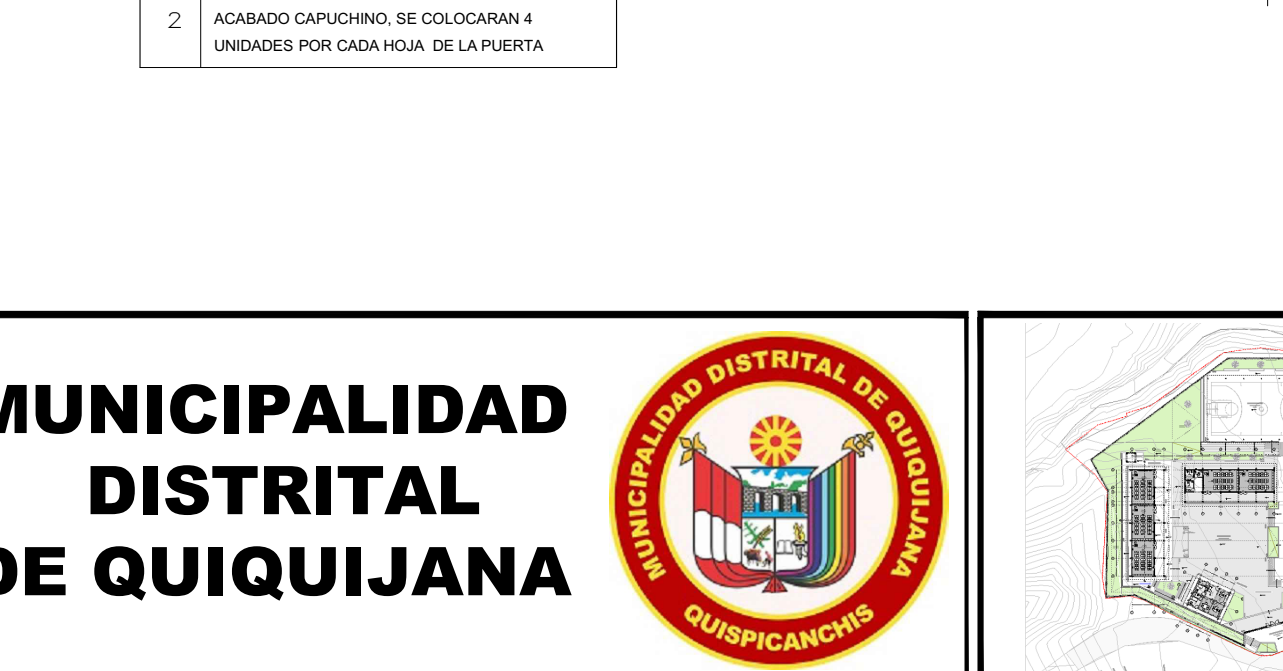 2
ACABADO CAPUCHINO, SE COLOCARAN 4
UNIDADES POR CADA HOJA DE LA PUERTA
MUNICIPALIDAD
DISTRITAL
DE QUIQUIJANA
MUNICIPALIDAD DISTRITAL DE QUIQUIJANA
QUISPICANCHIS